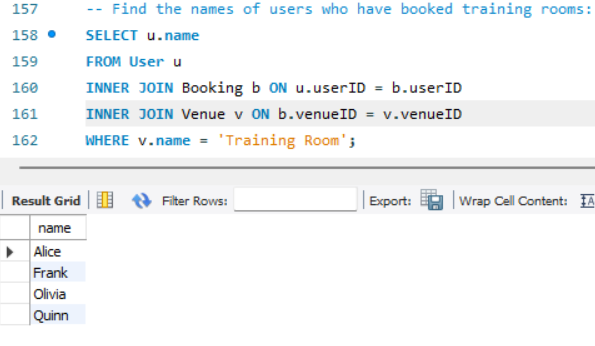 157 -- Find the names of users who have booked training rooms:
158 SELECT u.name
159 FROM User u
160 INNER JOIN Booking b ON u.userID = b.userID
161 INNER JOIN Venue v ON b.venueID = v.venueID
162 WHERE v.name = 'Training Room';
Result Grid Filter Rows: Export: Wrap Cell Content: IA
name
Alice
Frank
Olivia
Quinn